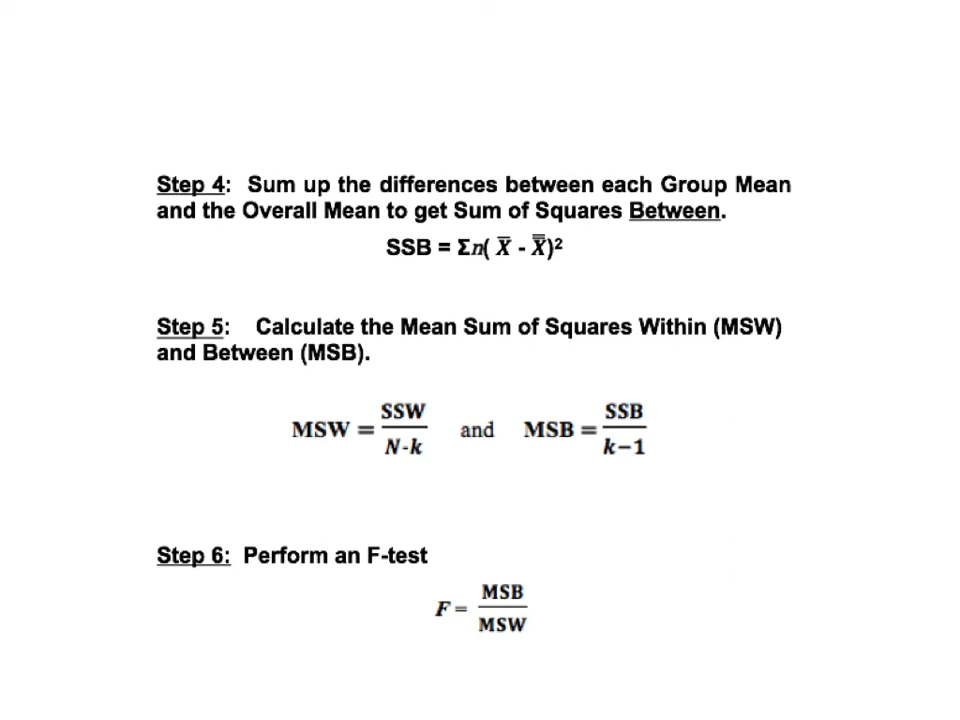 Step 4: Sum up the differences between each Group Mean
and the Overall Mean to get Sum of Squares Between.
SSB = Σn( X̅ - X̿)²
Step 5: Calculate the Mean Sum of Squares Within (MSW)
and Between (MSB).
MSW = SSW / N-k and MSB = SSB / k−1
Step 6: Perform an F-test
F = MSB / MSW